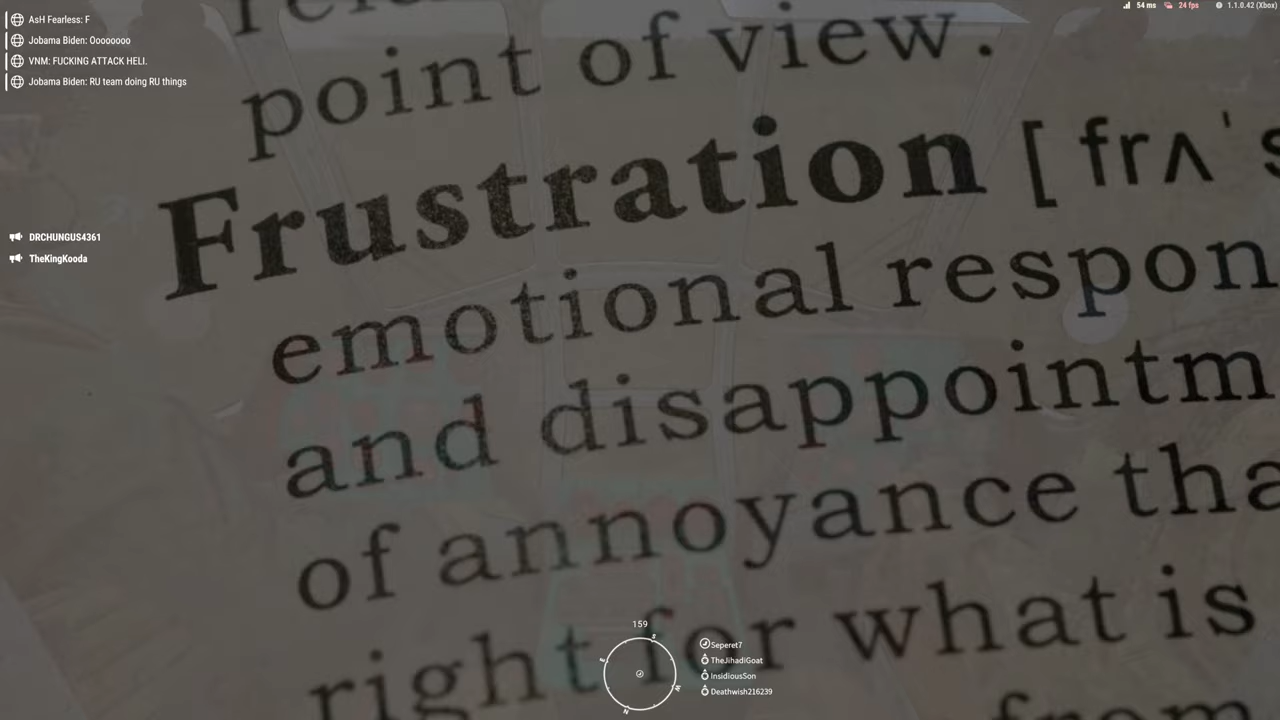 AsH Fearless: F
Jobama Biden: Oooooooo
VNM: FUCKING ATTACK HELI.
Jobama Biden: RU team doing RU things
54 ms
24 fps
1.1.0.42 (Xbox)
point of view.
Frustration [ frʌˈs
emotional respon
and disappointm
of annoyance tha
right for what is
from
DRCHUNGUS4361
TheKingKooda
159
S
E
W
N
Seperet7
TheJihadiGoat
InsidiousSon
Deathwish216239